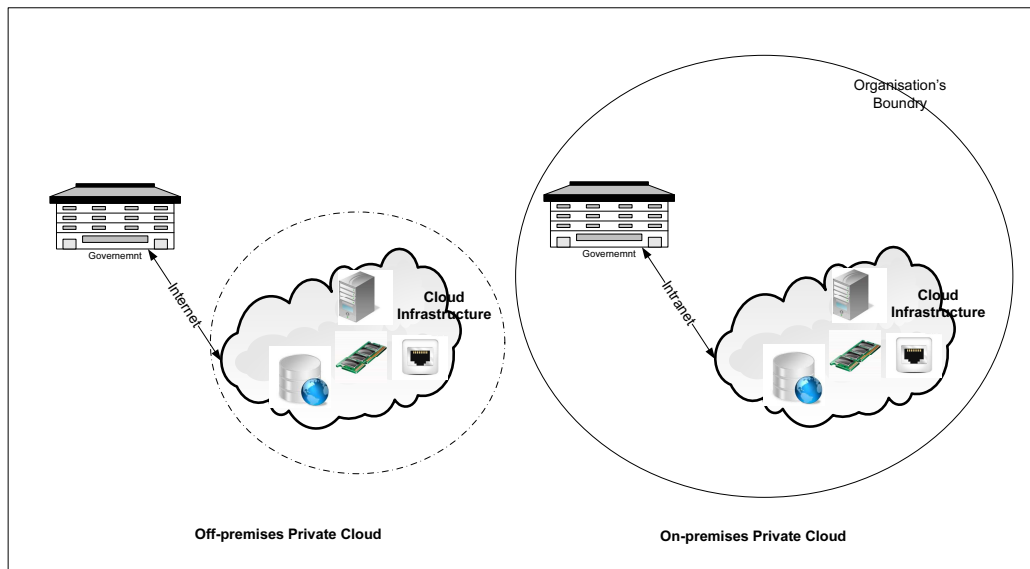 Governemnt
Internet
Cloud
Infrastructure
Off-premises Private Cloud
Organisation's
Boundry
Governemnt
Intranet
Cloud
Infrastructure
On-premises Private Cloud